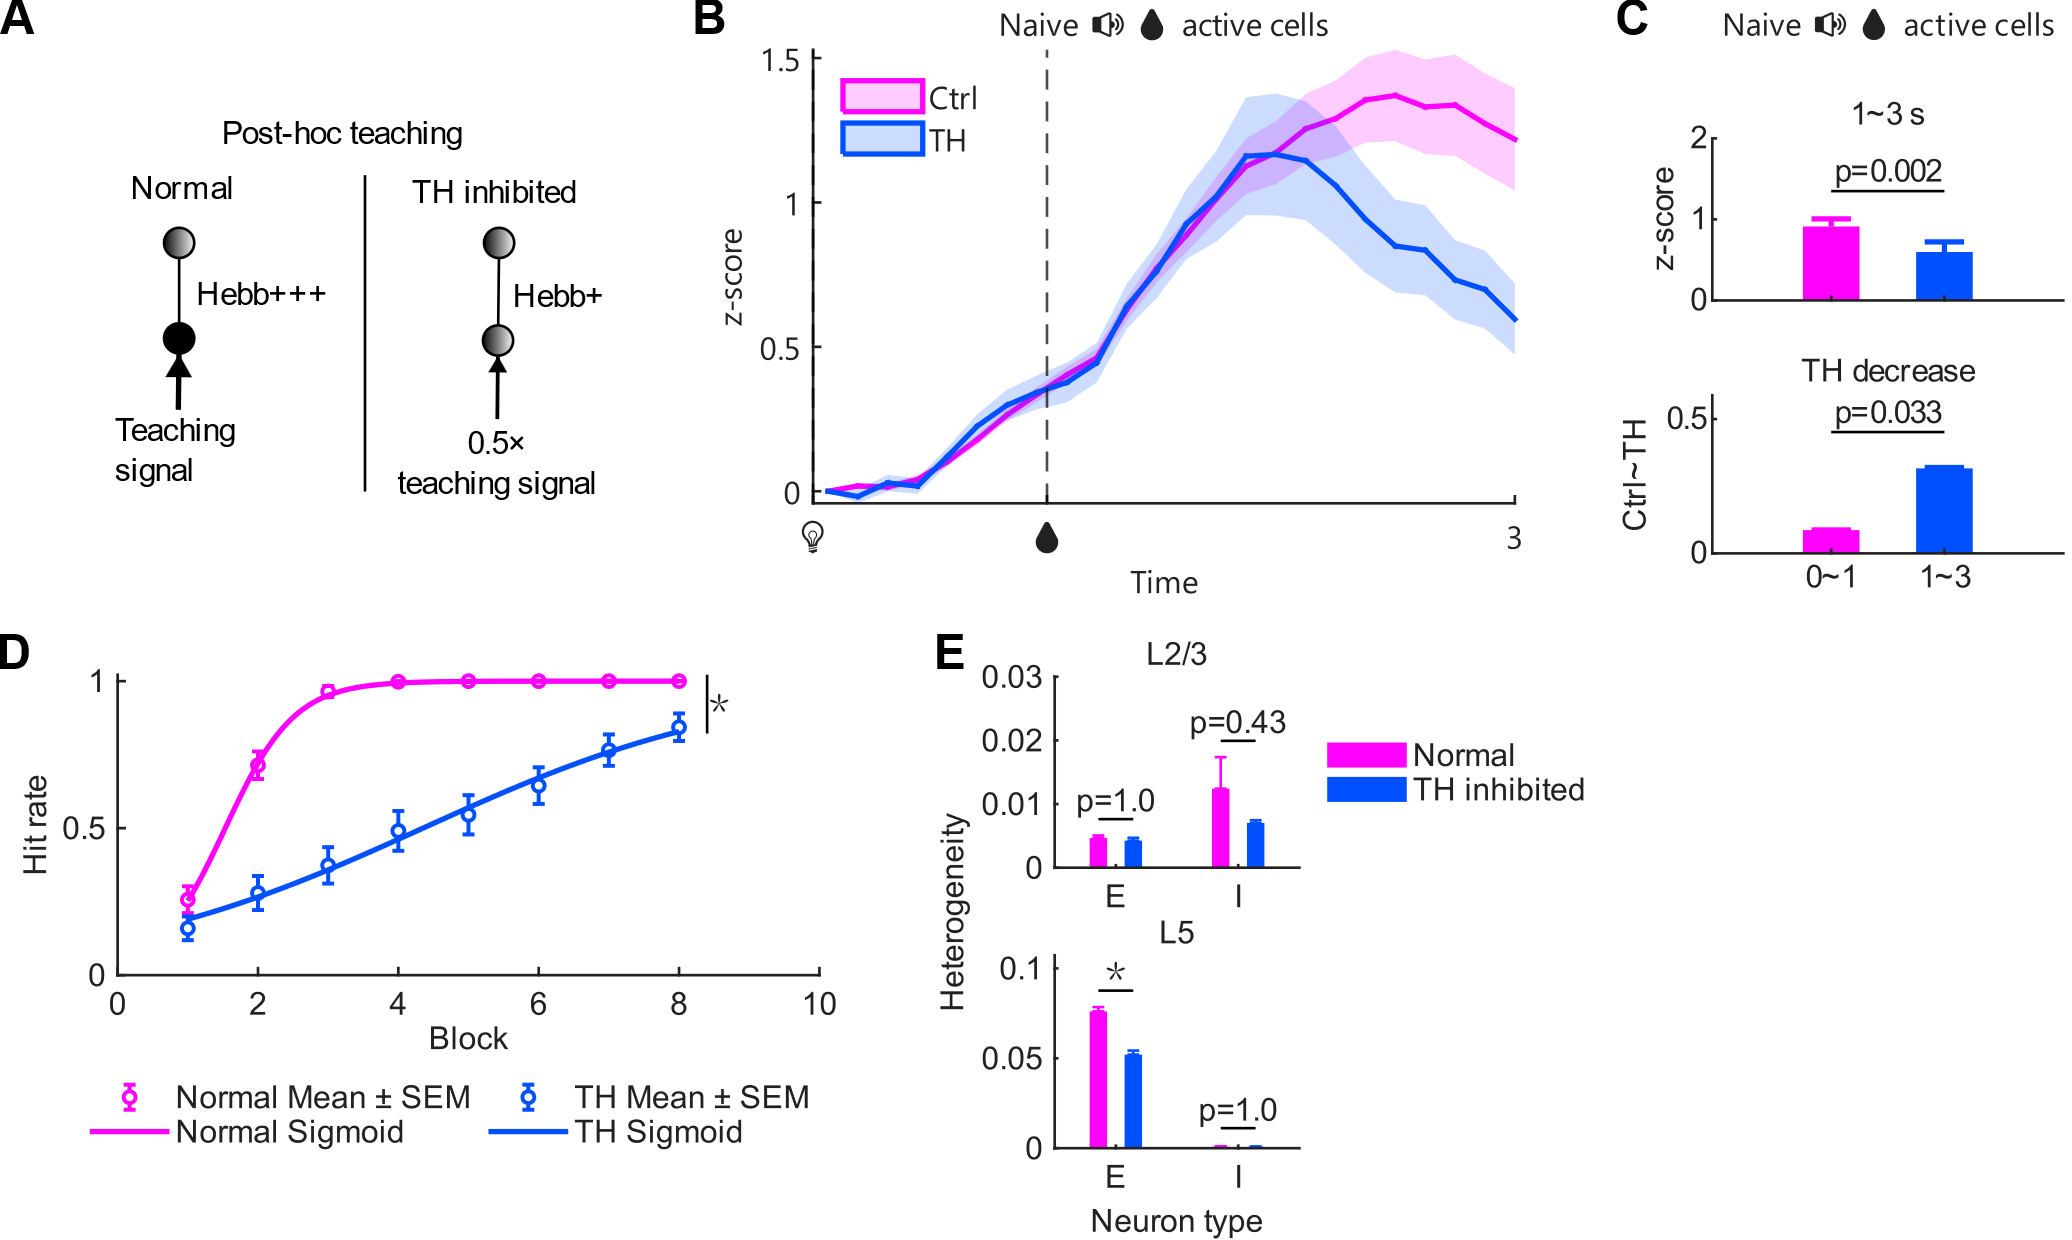 A
Post-hoc teaching
Normal
TH inhibited
Hebb+++
Hebb+
Teaching
signal
0.5×
teaching signal
B
Naive active cells
Ctrl
TH
z-score
1.5
1
0.5
0
3
Time
C
Naive active cells
1~3 s
p=0.002
z-score
2
1
0
TH decrease
p=0.033
Ctrl~TH
0.5
0
0~1 1~3
D
Hit rate
1
0.5
0
*
0 2 4 6 8 10
Block
Normal Mean ± SEM
TH Mean ± SEM
Normal Sigmoid
TH Sigmoid
E
L2/3
0.03
0.02
0.01
0
p=1.0
p=0.43
E I
Normal
TH inhibited
Heterogeneity
L5
0.1
0.05
0
*
p=1.0
E I
Neuron type